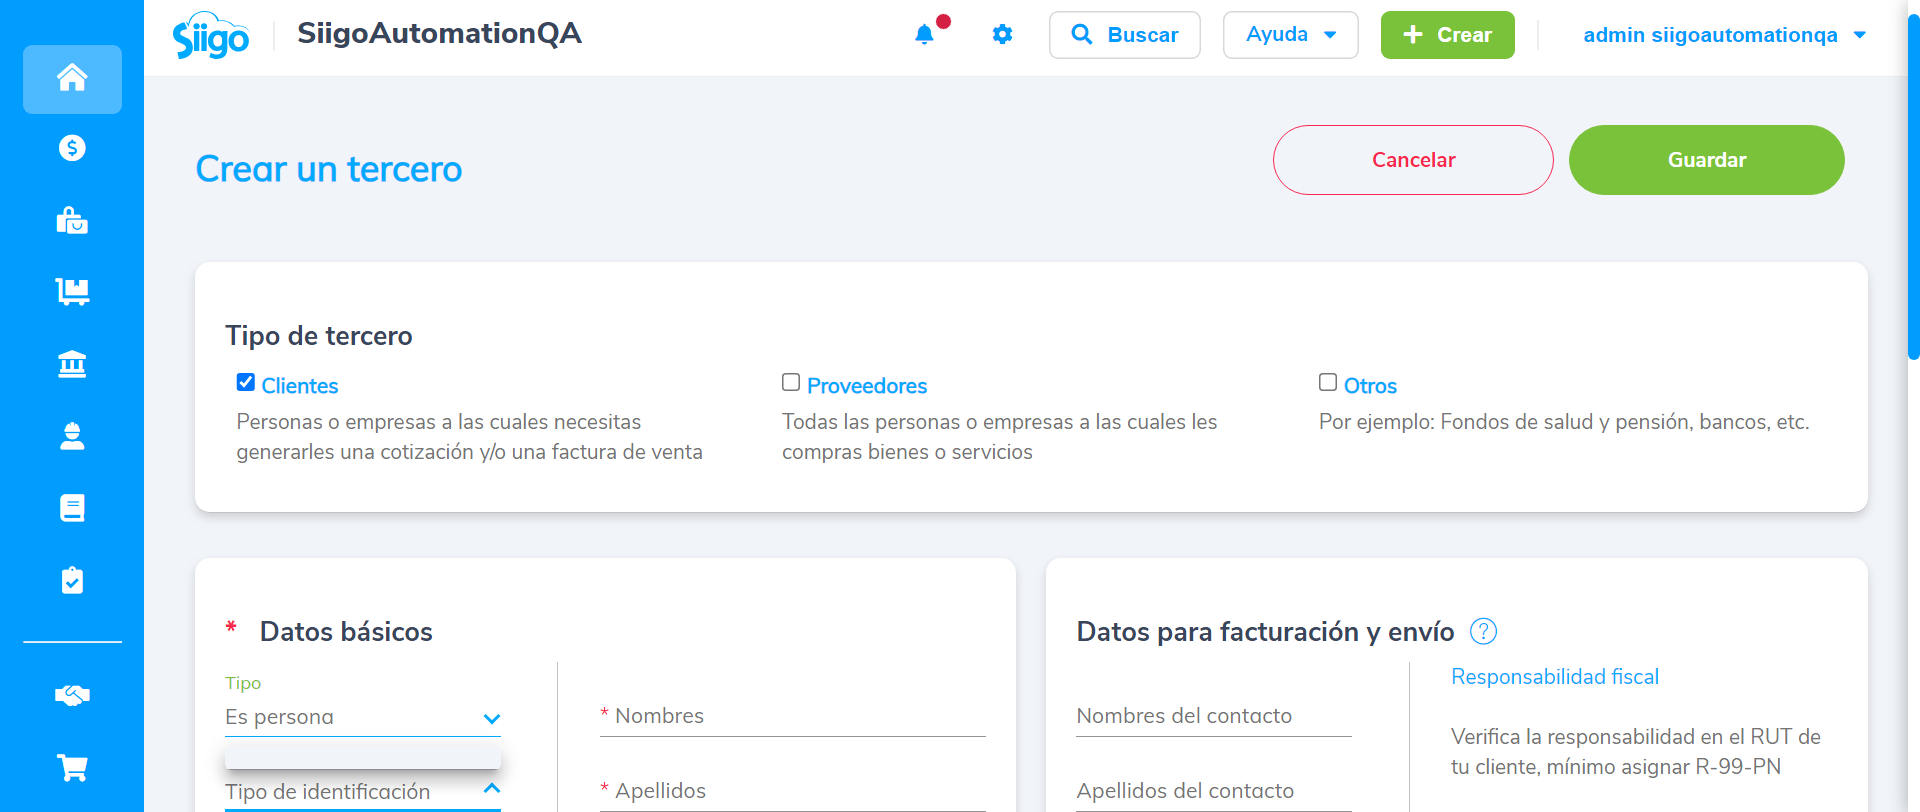 Siigo
SiigoAutomationQA
Buscar
Ayuda
Crear
admin siigoautomationqa
Crear un tercero
Cancelar
Guardar
Tipo de tercero
Clientes
Personas o empresas a las cuales necesitas
generarles una cotización y/o una factura de venta
Proveedores
Todas las personas o empresas a las cuales les
compras bienes o servicios
Otros
Por ejemplo: Fondos de salud y pensión, bancos, etc.
* Datos básicos
Tipo
Es persona
Tipo de identificación
* Nombres
* Apellidos
Datos para facturación y envío ?
Nombres del contacto
Apellidos del contacto
Responsabilidad fiscal
Verifica la responsabilidad en el RUT de
tu cliente, mínimo asignar R-99-PN